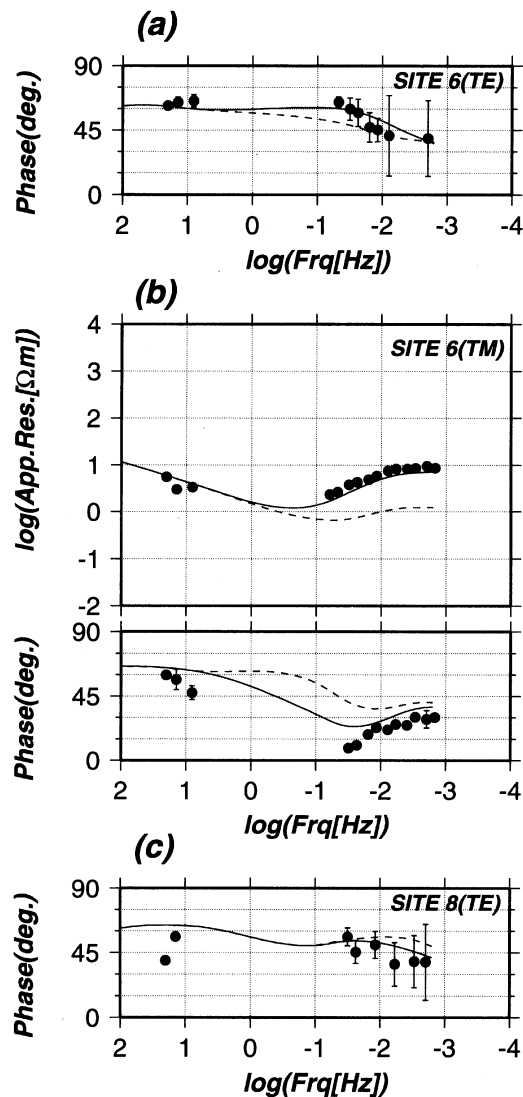 (a)
90
45
0
Phase(deg.)
SITE 6(TE)
2 1 0 -1 -2 -3 -4
log(Frq[Hz])
(b)
4
3
2
1
0
-1
-2
log(App.Res.[Ωm])
SITE 6(TM)
90
45
0
Phase(deg.)
2 1 0 -1 -2 -3 -4
log(Frq[Hz])
(c)
90
45
0
Phase(deg.)
SITE 8(TE)
2 1 0 -1 -2 -3 -4
log(Frq[Hz])